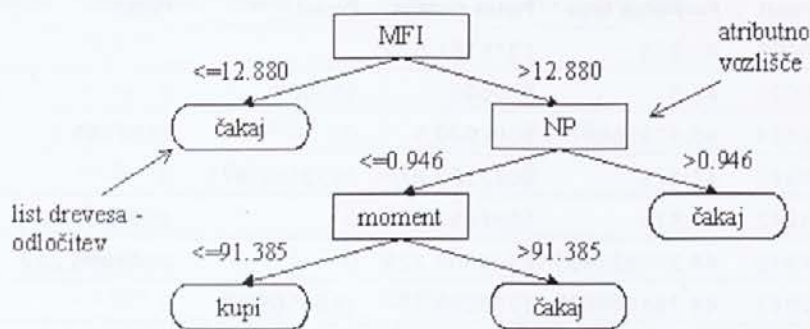 MFI
atributno
vozlišče
<=12.880
>12.880
čakaj
NP
<=0.946
>0.946
list drevesa -
odločitev
moment
čakaj
<=91.385
>91.385
kupi
čakaj